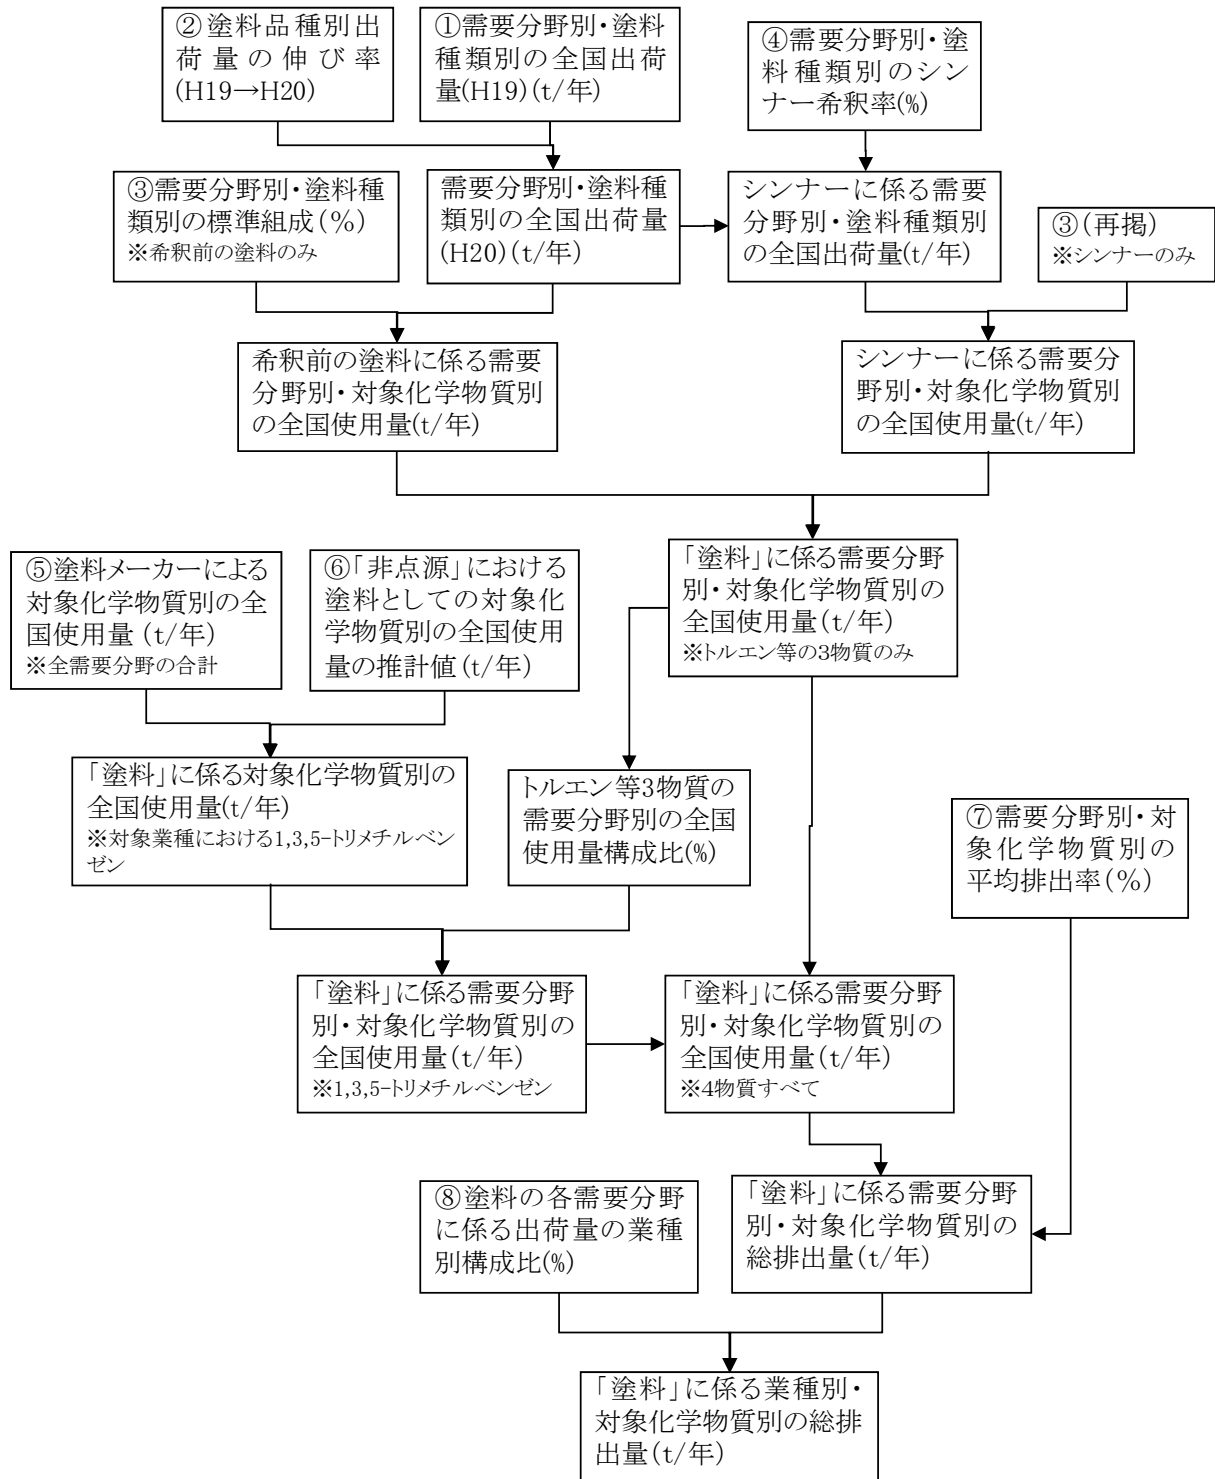 ②塗料品種別出
荷量の伸び率
(H19→H20)
①需要分野別・塗料
種類別の全国出荷
量(H19)(t/年)
④需要分野別・塗
料種類別のシン
ナー希釈率(%)
③需要分野別・塗料種
類別の標準組成(%)
※希釈前の塗料のみ
需要分野別・塗料種
類別の全国出荷量
(H20)(t/年)
シンナーに係る需要
分野別・塗料種類別
の全国出荷量(t/年)
③(再掲)
※シンナーのみ
希釈前の塗料に係る需要
分野別・対象化学物質別
の全国使用量(t/年)
シンナーに係る需要分
野別・対象化学物質別
の全国使用量(t/年)
⑤塗料メーカーによる
対象化学物質別の全
国使用量(t/年)
※全需要分野の合計
⑥「非点源」における
塗料としての対象化
学物質別の全国使用
量の推計値(t/年)
「塗料」に係る需要分野
別・対象化学物質別の
全国使用量(t/年)
※トルエン等の3物質のみ
「塗料」に係る対象化学物質別の
全国使用量(t/年)
※対象業種における1,3,5-トリメチルベン
ゼン
トルエン等3物質の
需要分野別の全国
使用量構成比(%)
⑦需要分野別・対
象化学物質別の
平均排出率(%)
「塗料」に係る需要分野
別・対象化学物質別の
全国使用量(t/年)
※1,3,5-トリメチルベンゼン
「塗料」に係る需要分野
別・対象化学物質別の
全国使用量(t/年)
※4物質すべて
⑧塗料の各需要分野
に係る出荷量の業種
別構成比(%)
「塗料」に係る需要分野
別・対象化学物質別の
総排出量(t/年)
「塗料」に係る業種別・
対象化学物質別の総排
出量(t/年)